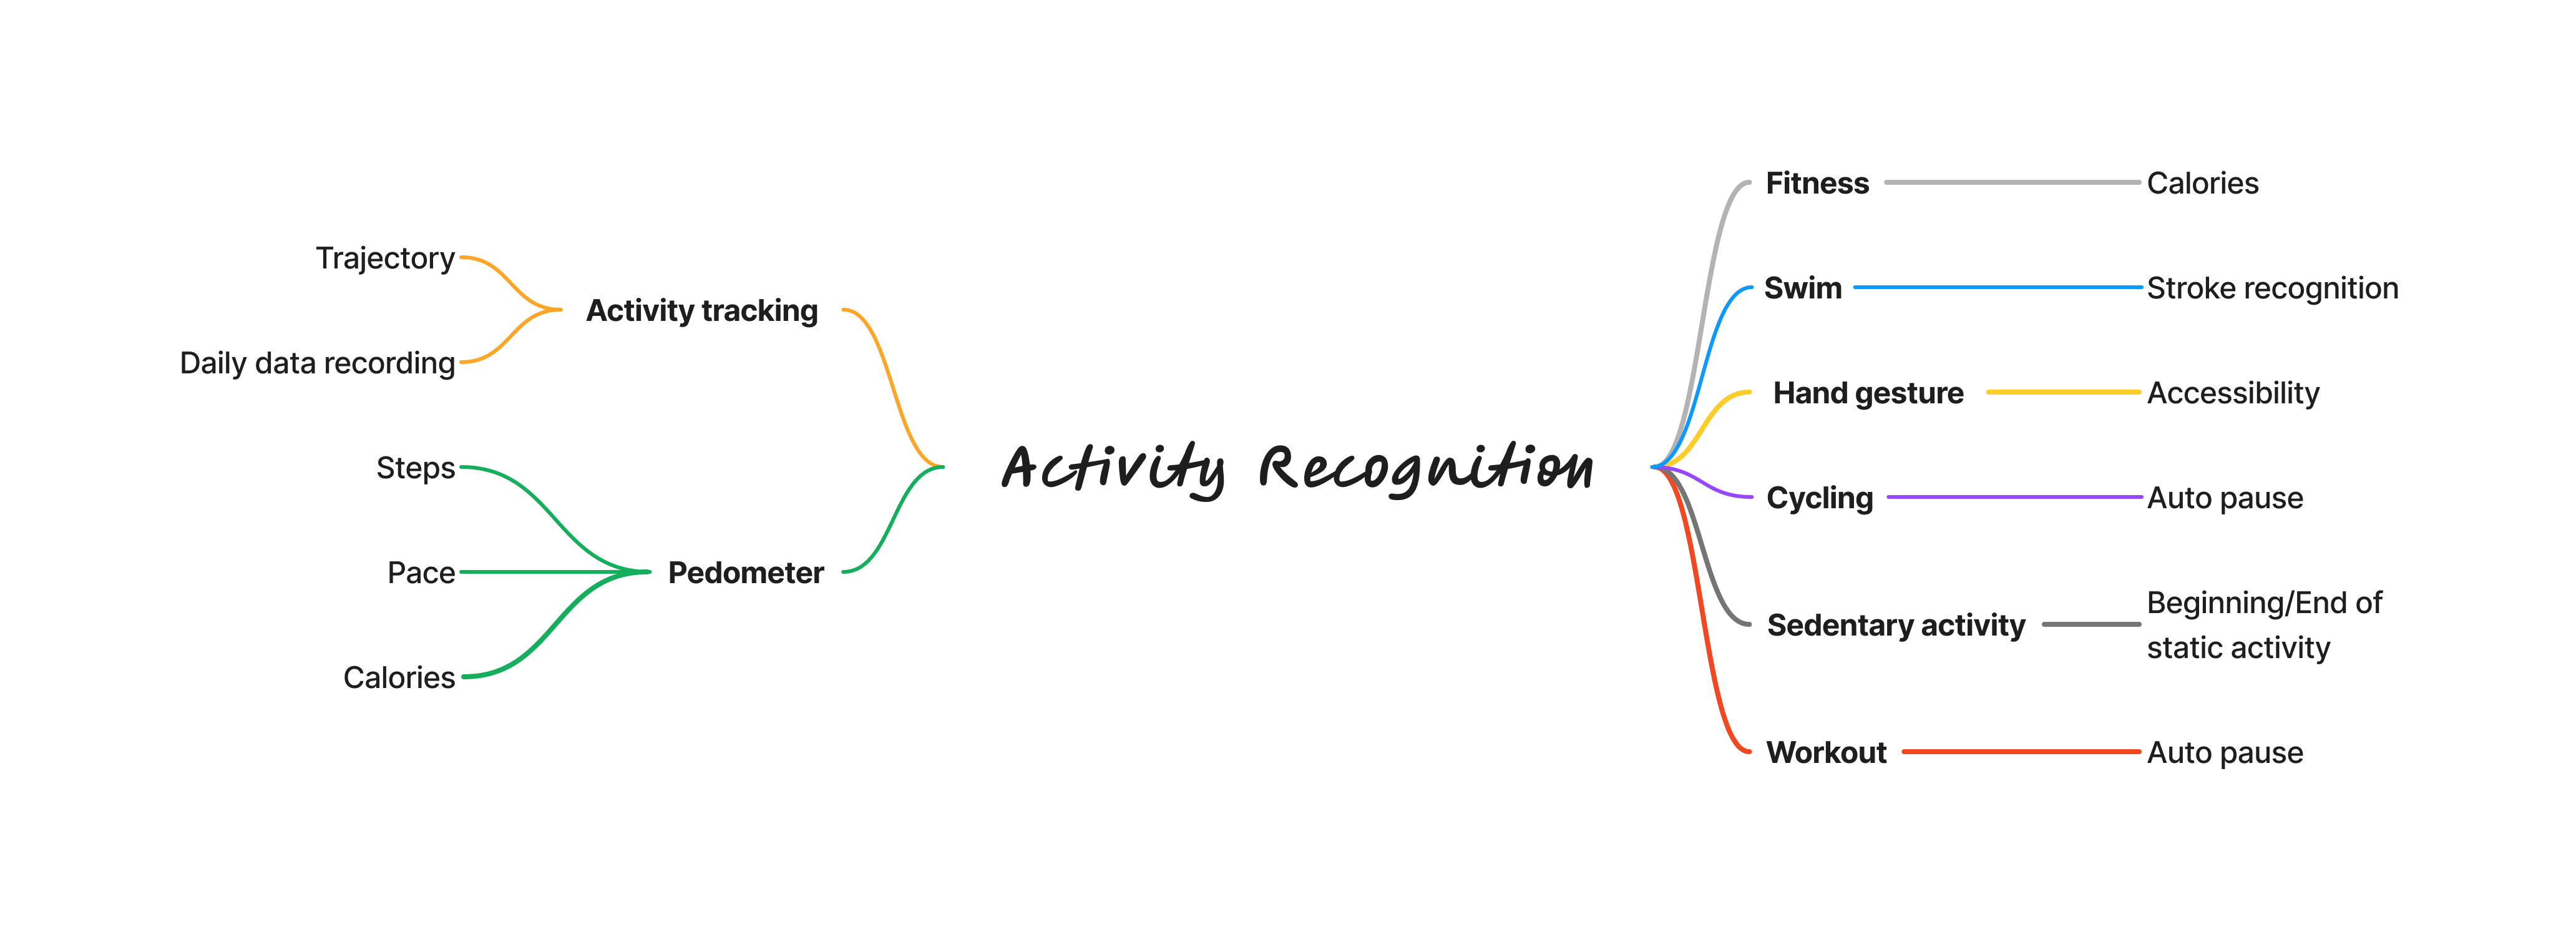 Trajectory
Activity tracking
Daily data recording
Steps
Pace
Pedometer
Calories
Activity Recognition
Fitness
Calories
Swim
Stroke recognition
Hand gesture
Accessibility
Cycling
Auto pause
Sedentary activity
Beginning/End of
static activity
Workout
Auto pause